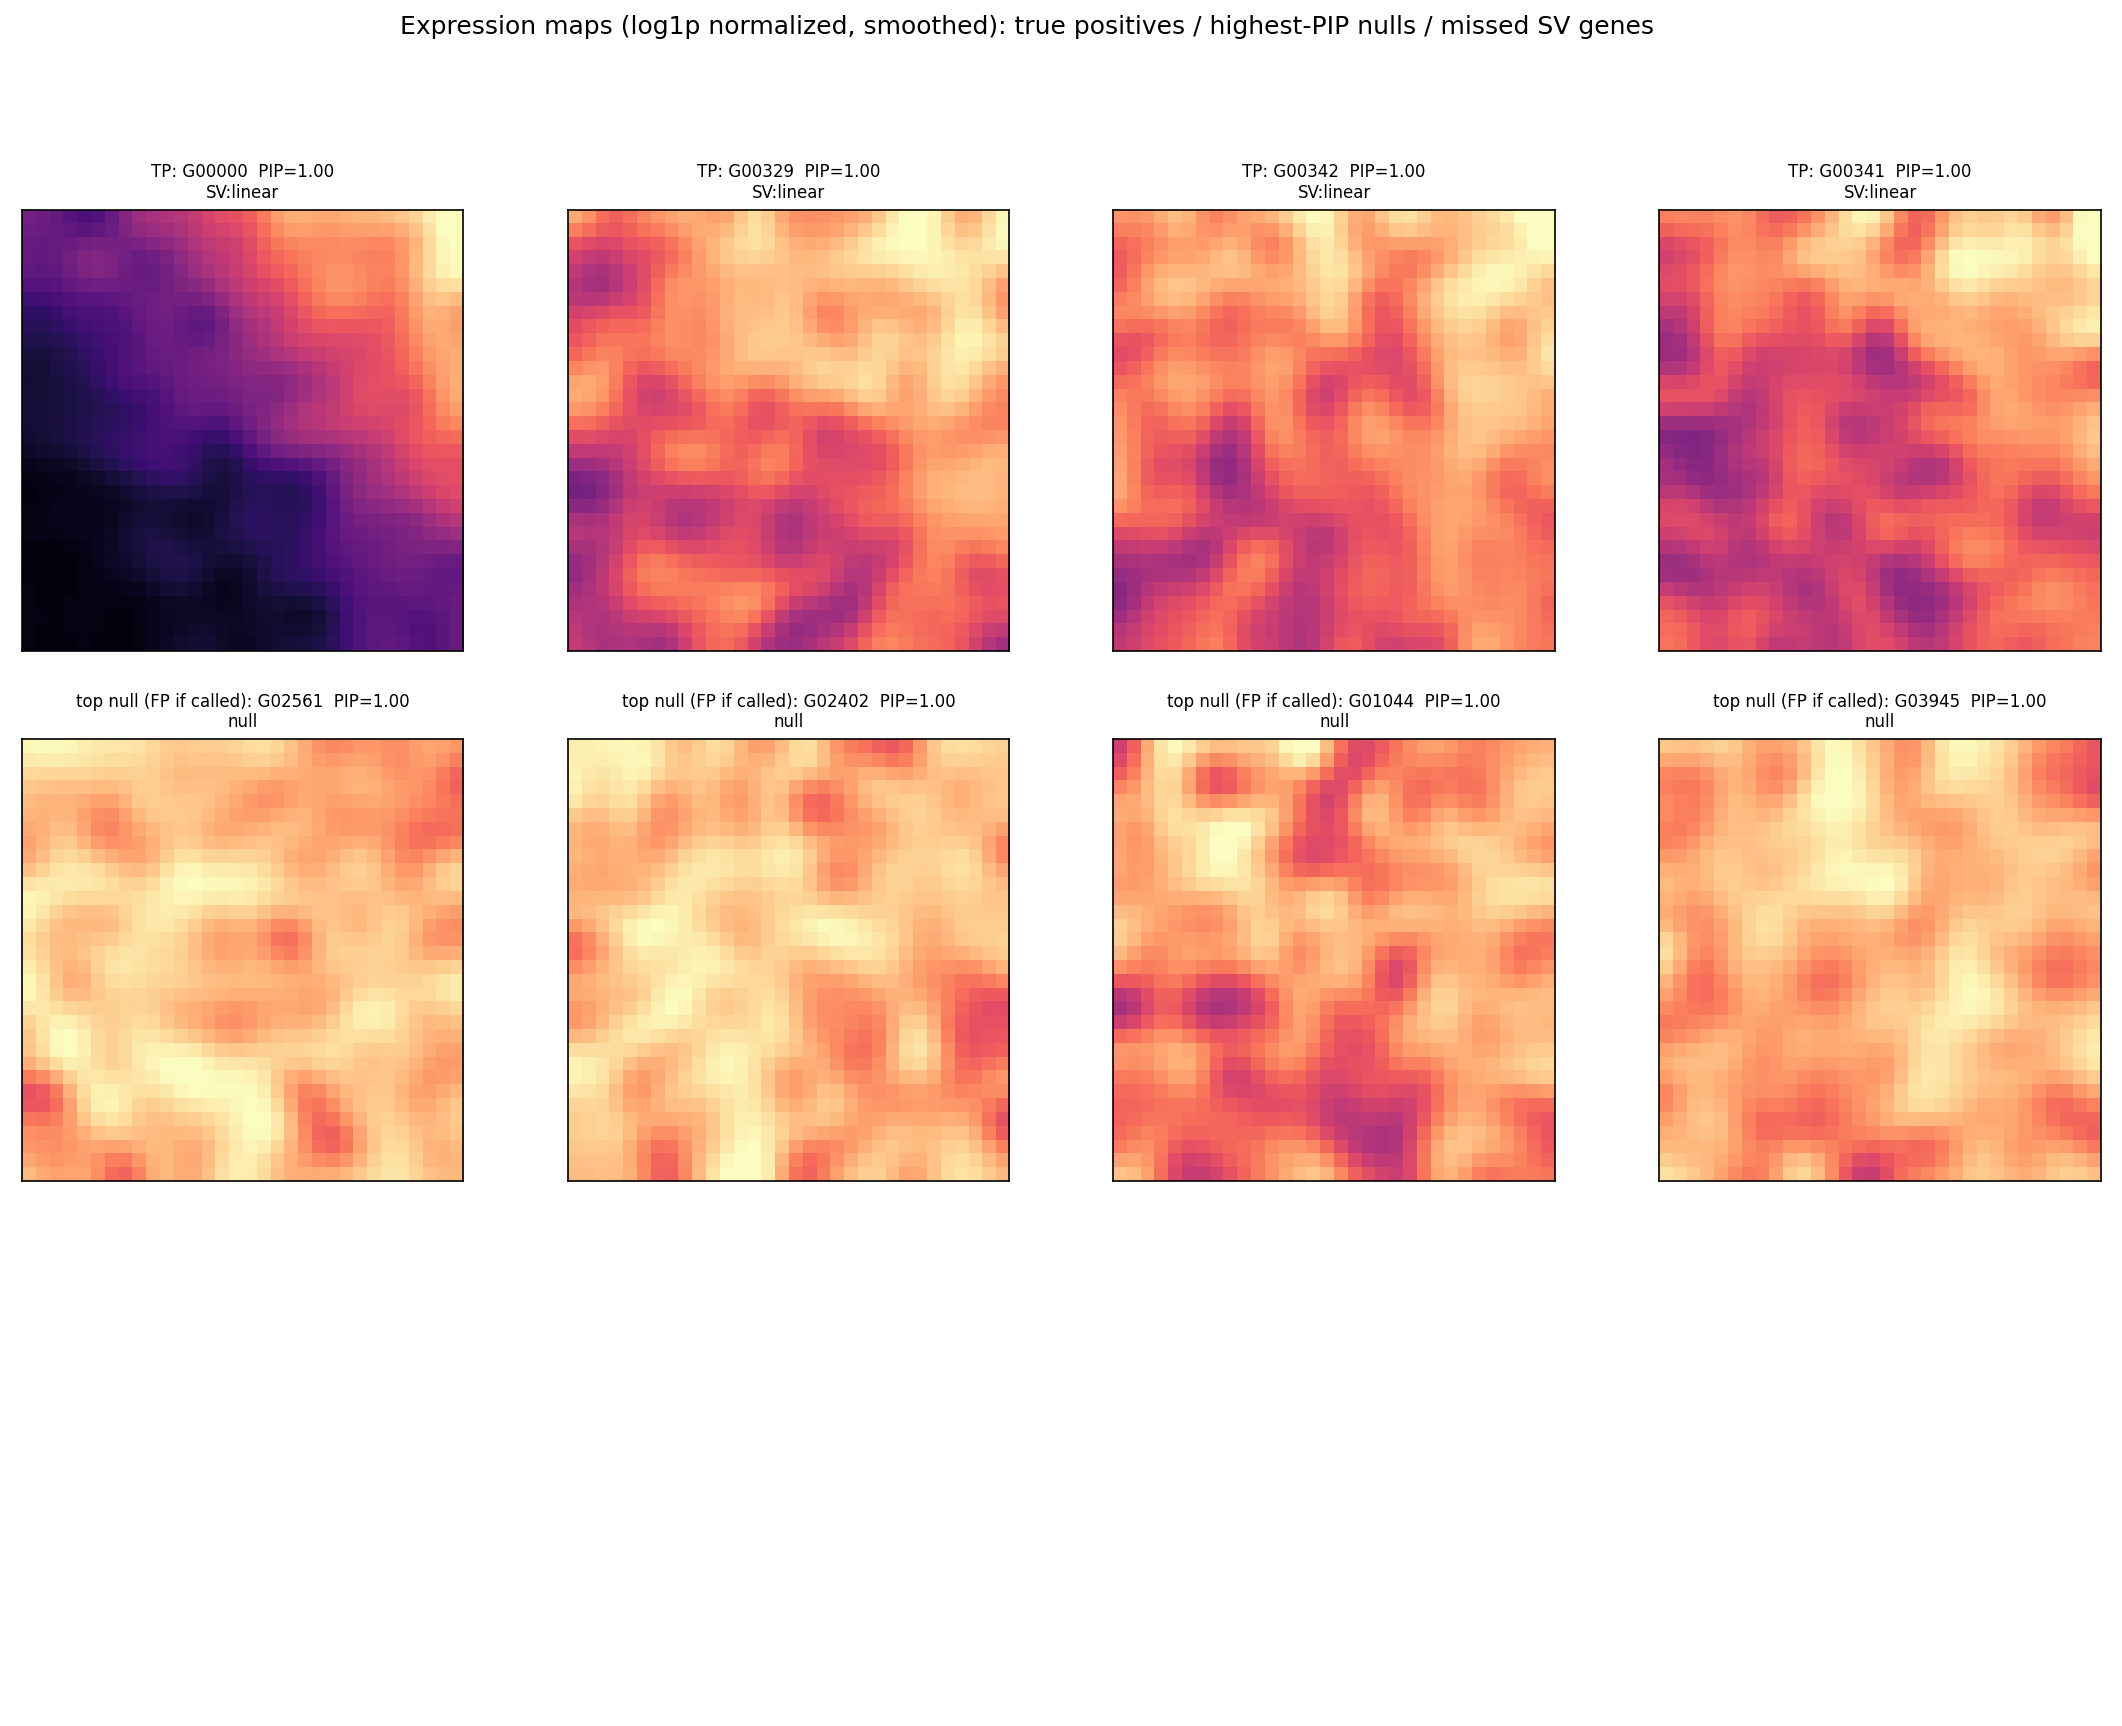 Expression maps (log1p normalized, smoothed): true positives / highest-PIP nulls / missed SV genes
TP: G00000  PIP=1.00
SV:linear
TP: G00329  PIP=1.00
SV:linear
TP: G00342  PIP=1.00
SV:linear
TP: G00341  PIP=1.00
SV:linear
top null (FP if called): G02561  PIP=1.00
null
top null (FP if called): G02402  PIP=1.00
null
top null (FP if called): G01044  PIP=1.00
null
top null (FP if called): G03945  PIP=1.00
null